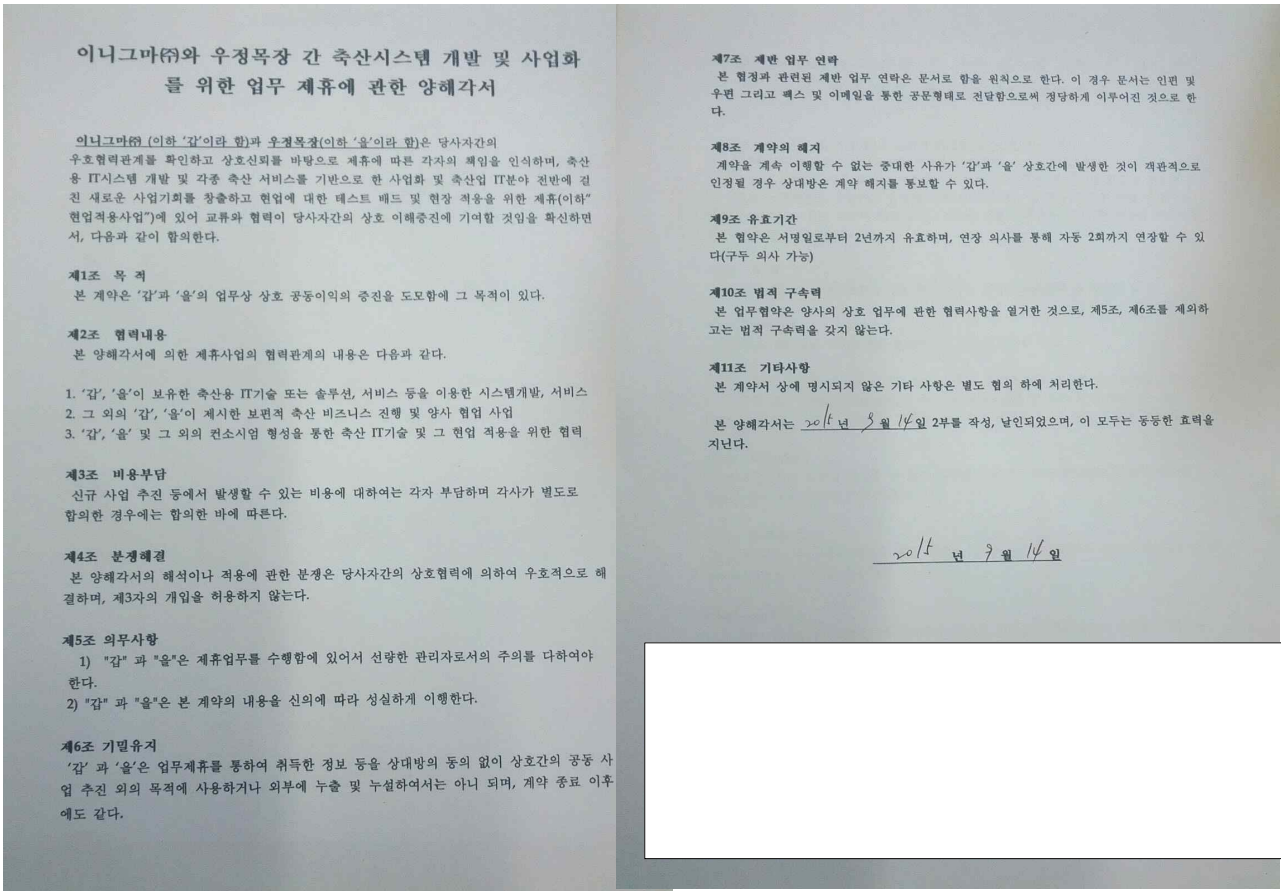 이니그마㈜와 우정목장 간 축산시스템 개발 및 사업화
를 위한 업무 제휴에 관한 양해각서
이니그마㈜ (이하 '갑'이라 함)과 우정목장(이하 '을'이라 함)은 당사자간의
우호협력관계를 확인하고 상호신뢰를 바탕으로 제휴에 따른 각자의 책임을 인식하며, 축산
용 IT시스템 개발 및 각종 축산 서비스를 기반으로 한 사업화 및 축산업 IT분야 전반에 걸
친 새로운 사업기회를 창출하고 현업에 대한 테스트 배드 및 현장 적응을 위한 제휴(이하"
현업적용사업")에 있어 교류와 협력이 당사자간의 상호 이해증진에 기여할 것임을 확신하면
서, 다음과 같이 합의한다.
제1조 목 적
본 계약은 '갑'과 '을'의 업무상 상호 공동이익의 증진을 도모함에 그 목적이 있다.
제2조 협력내용
본 양해각서에 의한 제휴사업의 협력관계의 내용은 다음과 같다.
1. '갑', '을'이 보유한 축산용 IT기술 또는 솔루션, 서비스 등을 이용한 시스템개발, 서비스
2. 그 외의 '갑', '을'이 제시한 보편적 축산 비즈니스 진행 및 양사 협업 사업
3. '갑', '을' 및 그 외의 컨소시엄 형성을 통한 축산 IT기술 및 그 현업 적용을 위한 협력
제3조 비용부담
신규 사업 추진 등에서 발생할 수 있는 비용에 대하여는 각자 부담하며 각사가 별도로
합의한 경우에는 합의한 바에 따른다.
제4조 분쟁해결
본 양해각서의 해석이나 적용에 관한 분쟁은 당사자간의 상호협력에 의하여 우호적으로 해
결하며, 제3자의 개입을 허용하지 않는다.
제5조 의무사항
1) "갑" 과 "을"은 제휴업무를 수행함에 있어서 선량한 관리자로서의 주의를 다하여야
한다.
2) "갑" 과 "을"은 본 계약의 내용을 신의에 따라 성실하게 이행한다.
제6조 기밀유지
'갑' 과 '을'은 업무제휴를 통하여 취득한 정보 등을 상대방의 동의 없이 상호간의 공동 사
업 추진 외의 목적에 사용하거나 외부에 누출 및 누설하여서는 아니 되며, 계약 종료 이후
에도 같다.
제7조 제반 업무 연락
본 협정과 관련된 제반 업무 연락은 문서로 함을 원칙으로 한다. 이 경우 문서는 인편 및
우편 그리고 팩스 및 이메일을 통한 공문형태로 전달함으로써 정당하게 이루어진 것으로 한
다.
제8조 계약의 해지
계약을 계속 이행할 수 없는 중대한 사유가 '갑'과 '을' 상호간에 발생한 것이 객관적으로
인정될 경우 상대방은 계약 해지를 통보할 수 있다.
제9조 유효기간
본 협약은 서명일로부터 2년까지 유효하며, 연장 의사를 통해 자동 2회까지 연장할 수 있
다(구두 의사 가능)
제10조 법적 구속력
본 업무협약은 양사의 상호 업무에 관한 협력사항을 열거한 것으로, 제5조, 제6조를 제외하
고는 법적 구속력을 갖지 않는다.
제11조 기타사항
본 계약서 상에 명시되지 않은 기타 사항은 별도 협의 하에 처리한다.
본 양해각서는 2015 년 9 월 14 일 2부를 작성, 날인되었으며, 이 모두는 동등한 효력을
지닌다.
2015 년 9 월 14 일